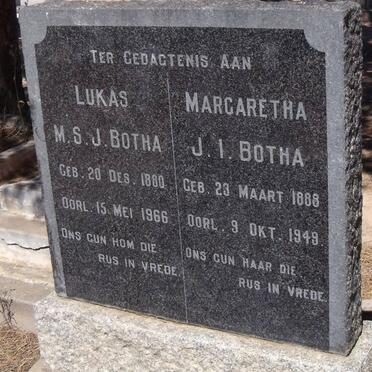 TER GEDAGTENIS AAN
LUKAS
M.S.J. BOTHA
GEB. 20 DES. 1880
OORL. 15 MEI 1966
ONS GUN HOM DIE
RUS IN VREDE.
MARGARETHA
J.I. BOTHA
GEB. 23 MAART 1888
OORL. 9 OKT. 1949.
ONS GUN HAAR DIE
RUS IN VREDE.